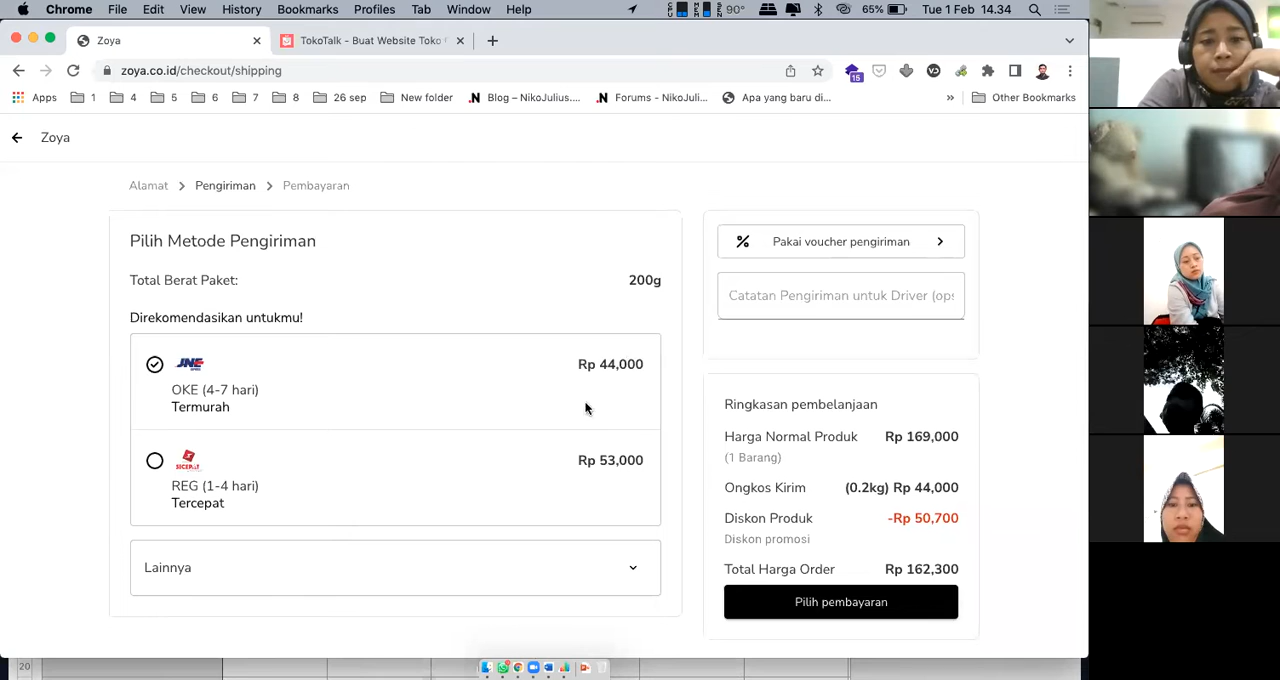 Chrome File Edit View History Bookmarks Profiles Tab Window Help 90° 65% Tue 1 Feb 14.34
Zoya
TokoTalk - Buat Website Toko
zoya.co.id/checkout/shipping
15
Apps 1 4 5 6 7 8 26 sep New folder Blog – NikoJulius.... Forums - NikoJuli... Apa yang baru di... » Other Bookmarks
Zoya
Alamat Pengiriman Pembayaran
Pilih Metode Pengiriman
Total Berat Paket: 200g
Direkomendasikan untukmu!
JNE Rp 44,000
OKE (4-7 hari)
Termurah
SICEPAT Rp 53,000
REG (1-4 hari)
Tercepat
Lainnya
Pakai voucher pengiriman
Catatan Pengiriman untuk Driver (ops
Ringkasan pembelanjaan
Harga Normal Produk Rp 169,000
(1 Barang)
Ongkos Kirim (0.2kg) Rp 44,000
Diskon Produk -Rp 50,700
Diskon promosi
Total Harga Order Rp 162,300
Pilih pembayaran
20